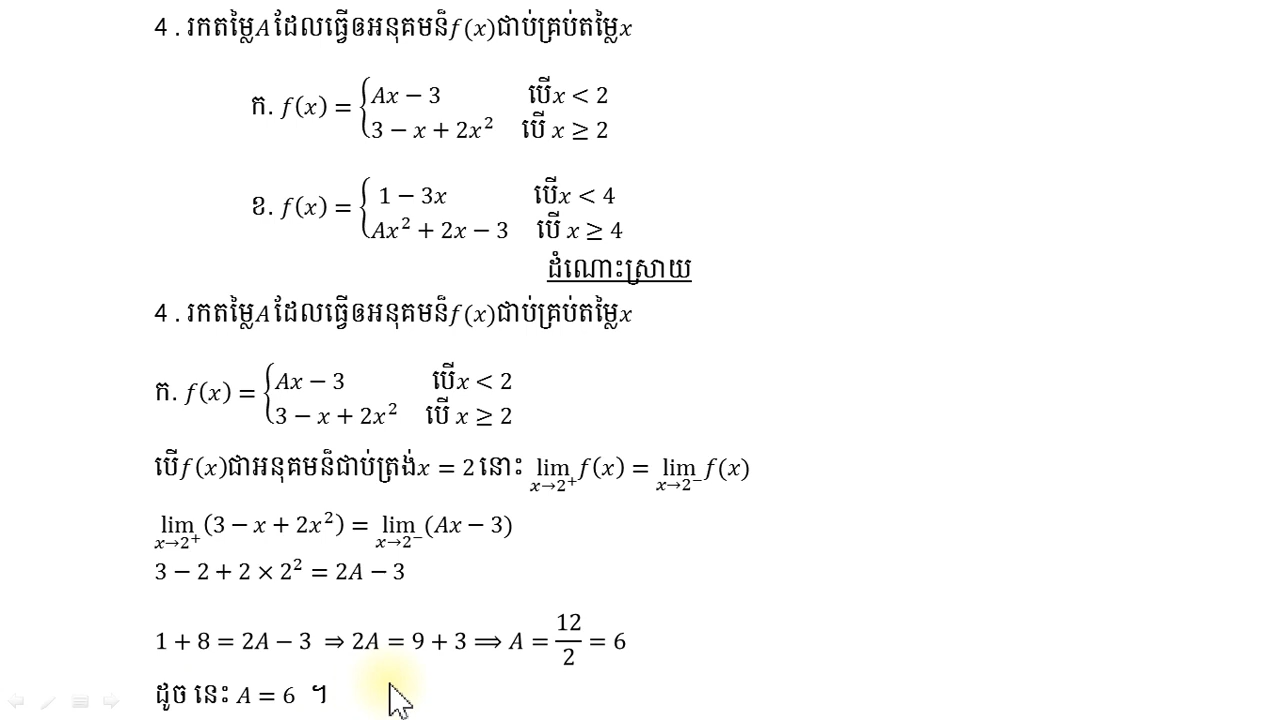 4 . រកតម្លៃA ដែលធ្វើឲអនុគមន៏f(x)ជាប់គ្រប់តម្លៃx
ក. f(x) = {Ax − 3 បើx < 2
3 − x + 2x² បើ x ≥ 2
ខ. f(x) = { 1 − 3x បើx < 4
Ax² + 2x − 3 បើ x ≥ 4
ដំណោះស្រាយ
4 . រកតម្លៃA ដែលធ្វើឲអនុគមន៏f(x)ជាប់គ្រប់តម្លៃx
ក. f(x) = {Ax − 3 បើx < 2
3 − x + 2x² បើ x ≥ 2
បើf(x)ជាអនុគមន៏ជាប់ត្រង់x = 2 នោះ lim x→2⁺ f(x) = lim x→2⁻ f(x)
lim x→2⁺ (3 − x + 2x²) = lim x→2⁻ (Ax − 3)
3 − 2 + 2 × 2² = 2A − 3
1 + 8 = 2A − 3 ⇒ 2A = 9 + 3 ⟹ A = 12/2 = 6
ដូច នេះ A = 6 ។